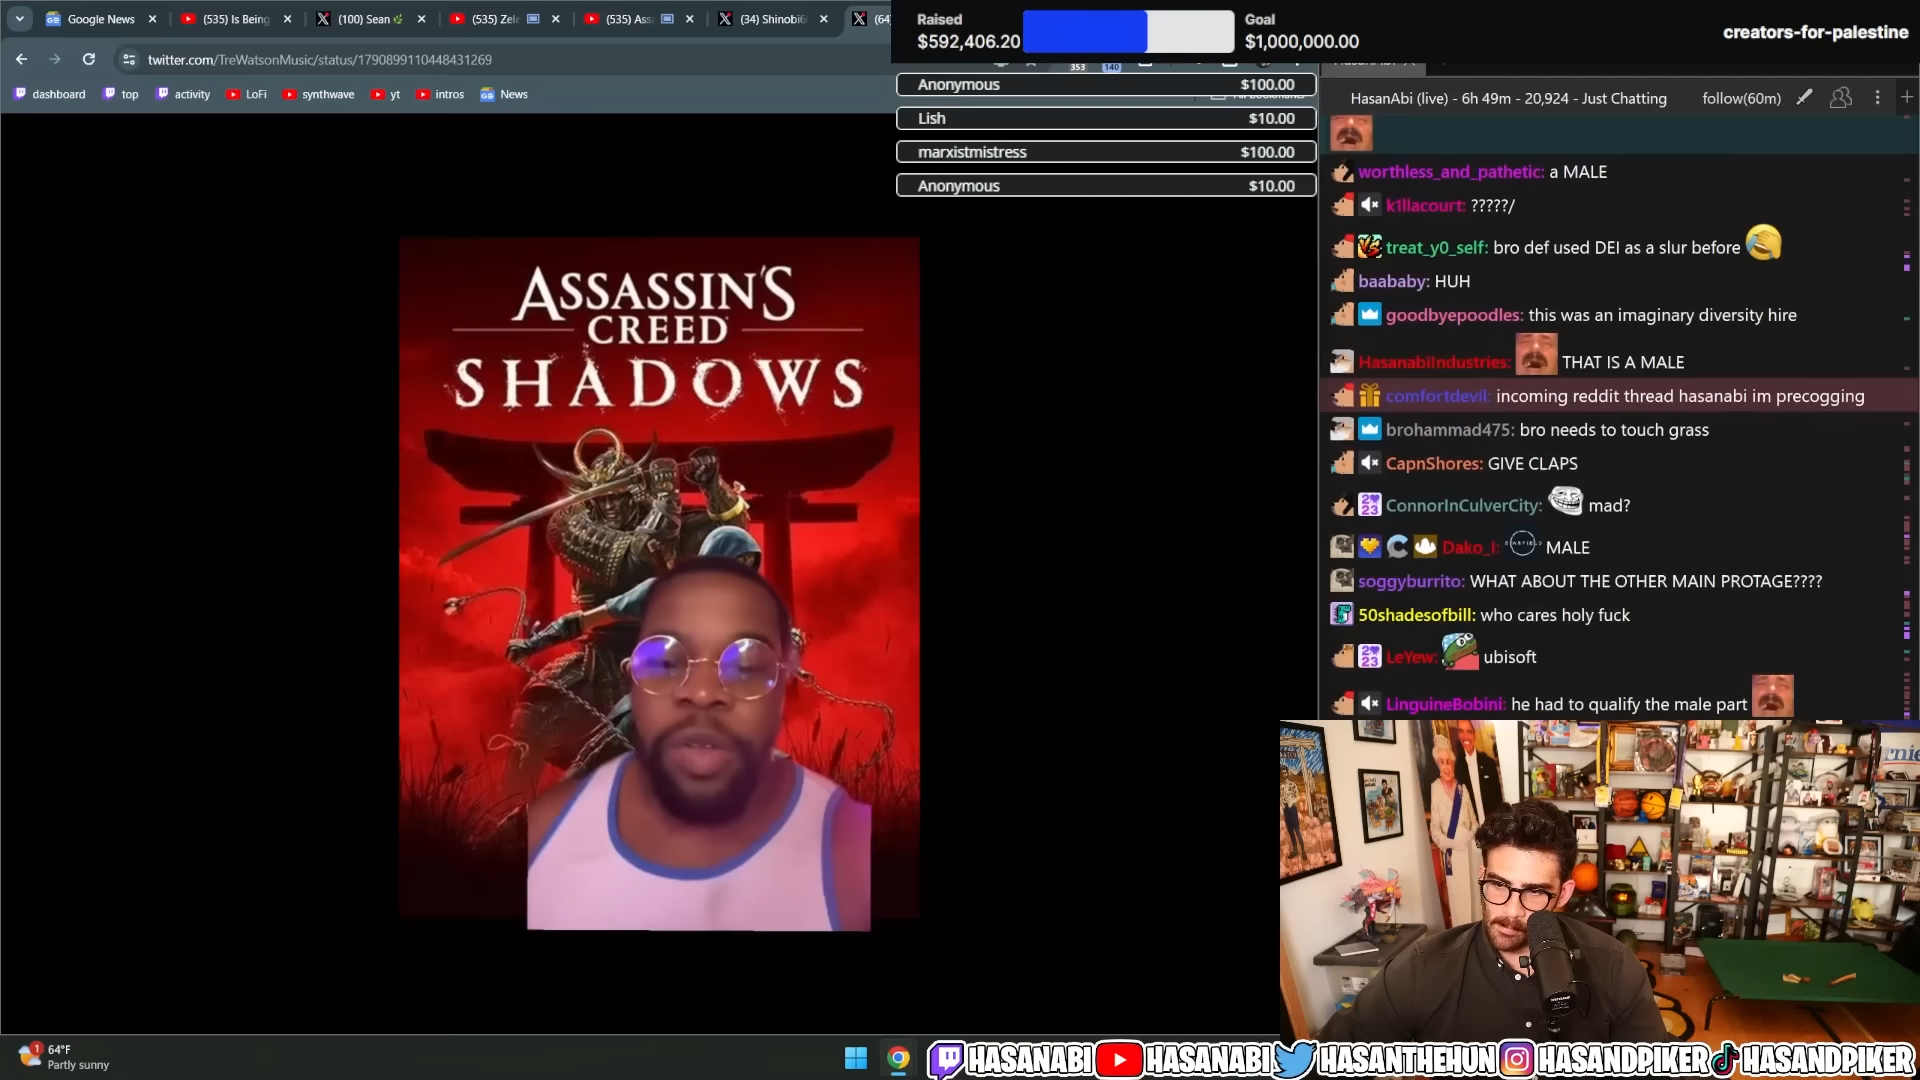 Google News
(535) Is Being
(100) Sean
(535) Zele
(535) Ass
(34) Shinobi6
(64)
twitter.com/TreWatsonMusic/status/1790899110448431269
353
140
dashboard
top
activity
LoFi
synthwave
yt
intros
News
Raised
$592,406.20
Goal
$1,000,000.00
creators-for-palestine
Anonymous $100.00
Lish $10.00
marxistmistress $100.00
Anonymous $10.00
HasanAbi (live) - 6h 49m - 20,924 - Just Chatting follow(60m)
worthless_and_pathetic: a MALE
k1llacourt: ?????/
treat_y0_self: bro def used DEI as a slur before
baababy: HUH
goodbyepoodles: this was an imaginary diversity hire
HasanabiIndustries: THAT IS A MALE
comfortdevil: incoming reddit thread hasanabi im precogging
brohammad475: bro needs to touch grass
CapnShores: GIVE CLAPS
ConnorInCulverCity: mad?
Dako_I: MALE
soggyburrito: WHAT ABOUT THE OTHER MAIN PROTAGE????
50shadesofbill: who cares holy fuck
LeYew: ubisoft
LinguineBobini: he had to qualify the male part
ASSASSIN'S
CREED
SHADOWS
1
64°F
Partly sunny
HASANABI
HASANABI
HASANTHEHUN
HASANDPIKER
HASANDPIKER